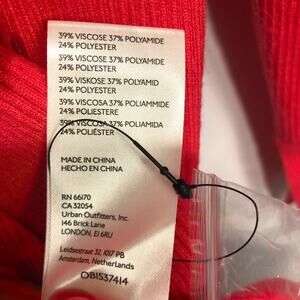 39% VISCOSE 37% POLYAMIDE
24% POLYESTER
39% VISCOSE 37% POLYAMIDE
24% POLYESTER
39% VISKOSE 37% POLYAMID
24% POLYESTER
39% VISCOSA 37% POLIAMMIDE
24% POLIESTERE
39% VISCOSA 37% POLIAMIDA
24% POLIÉSTER
MADE IN CHINA
HECHO EN CHINA
RN 66170
CA 32054
Urban Outfitters, Inc.
146 Brick Lane
LONDON, E1 6RU
Leidsestraat 32, 1017 PB
Amsterdam, Netherlands
OB1537414